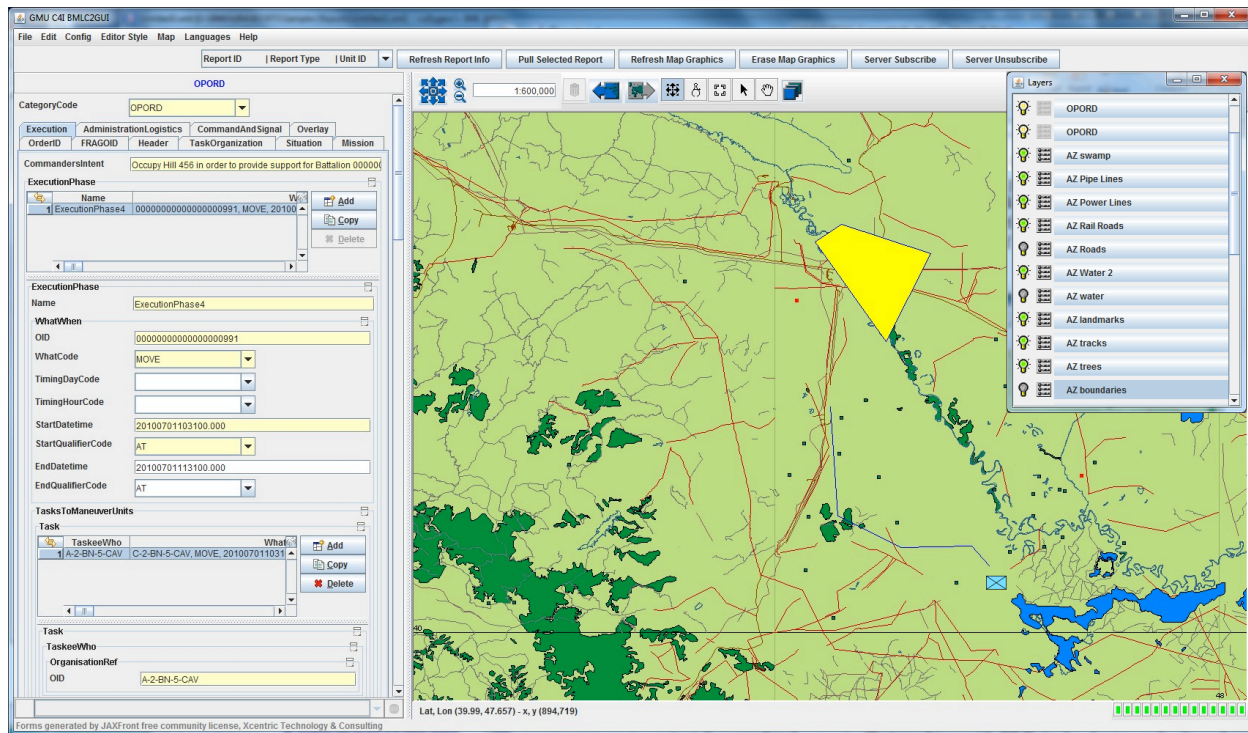 GMU C4I BMLC2GUI
File Edit Config Editor Style Map Languages Help
Report ID | Report Type | Unit ID
Refresh Report Info Pull Selected Report Refresh Map Graphics Erase Map Graphics Server Subscribe Server Unsubscribe
OPORD
CategoryCode OPORD
Execution AdministrationLogistics CommandAndSignal Overlay
OrderID FRAGOID Header TaskOrganization Situation Mission
CommandersIntent Occupy Hill 456 in order to provide support for Battalion 000000
ExecutionPhase
Name W
1 ExecutionPhase4 00000000000000000991, MOVE, 20100
Add
Copy
Delete
ExecutionPhase
Name ExecutionPhase4
WhatWhen
OID 00000000000000000991
WhatCode MOVE
TimingDayCode
TimingHourCode
StartDatetime 20100701103100.000
StartQualifierCode AT
EndDatetime 20100701113100.000
EndQualifierCode AT
TasksToManeuverUnits
Task
TaskeeWho What
1 A-2-BN-5-CAV C-2-BN-5-CAV, MOVE, 201007011031
Add
Copy
Delete
Task
TaskeeWho
OrganisationRef
OID A-2-BN-5-CAV
Forms generated by JAXFront free community license, Xcentric Technology & Consulting
1:600,000
Layers
OPORD
OPORD
AZ swamp
AZ Pipe Lines
AZ Power Lines
AZ Rail Roads
AZ Roads
AZ Water 2
AZ water
AZ landmarks
AZ tracks
AZ trees
AZ boundaries
40
48
Lat, Lon (39.99, 47.657) - x, y (894,719)